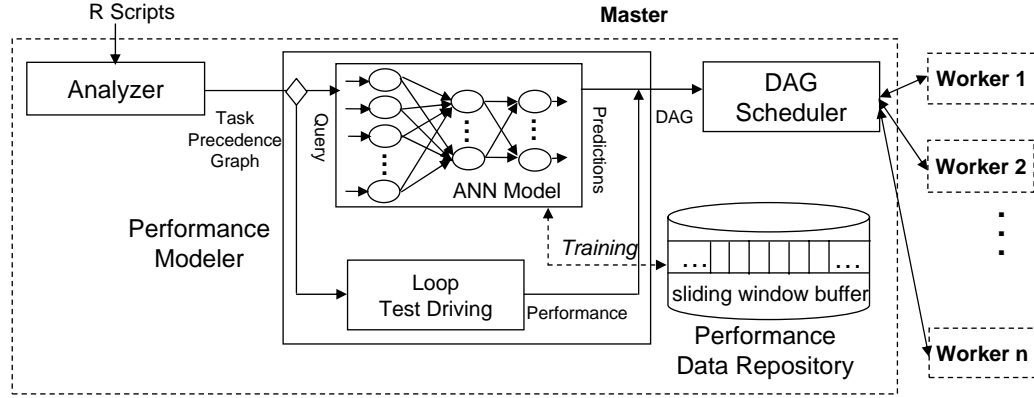 R Scripts
Master
Analyzer
Task
Precedence
Graph
Query
ANN Model
Predictions
DAG
DAG
Scheduler
Worker 1
Worker 2
Worker n
Performance
Modeler
Loop
Test Driving
Performance
Training
... ...
sliding window buffer
Performance
Data Repository